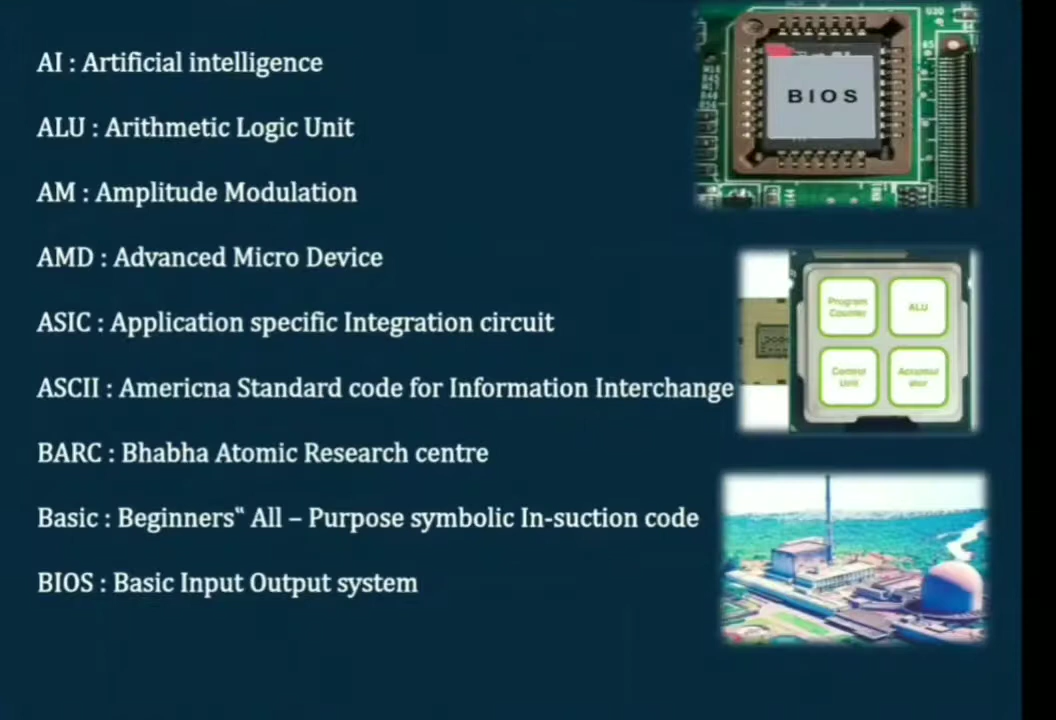 AI : Artificial intelligence
ALU : Arithmetic Logic Unit
AM : Amplitude Modulation
AMD : Advanced Micro Device
ASIC : Application specific Integration circuit
ASCII : Americna Standard code for Information Interchange
BARC : Bhabha Atomic Research centre
Basic : Beginners‟ All – Purpose symbolic In-suction code
BIOS : Basic Input Output system
BIOS
Program
Counter
ALU
Control
Unit